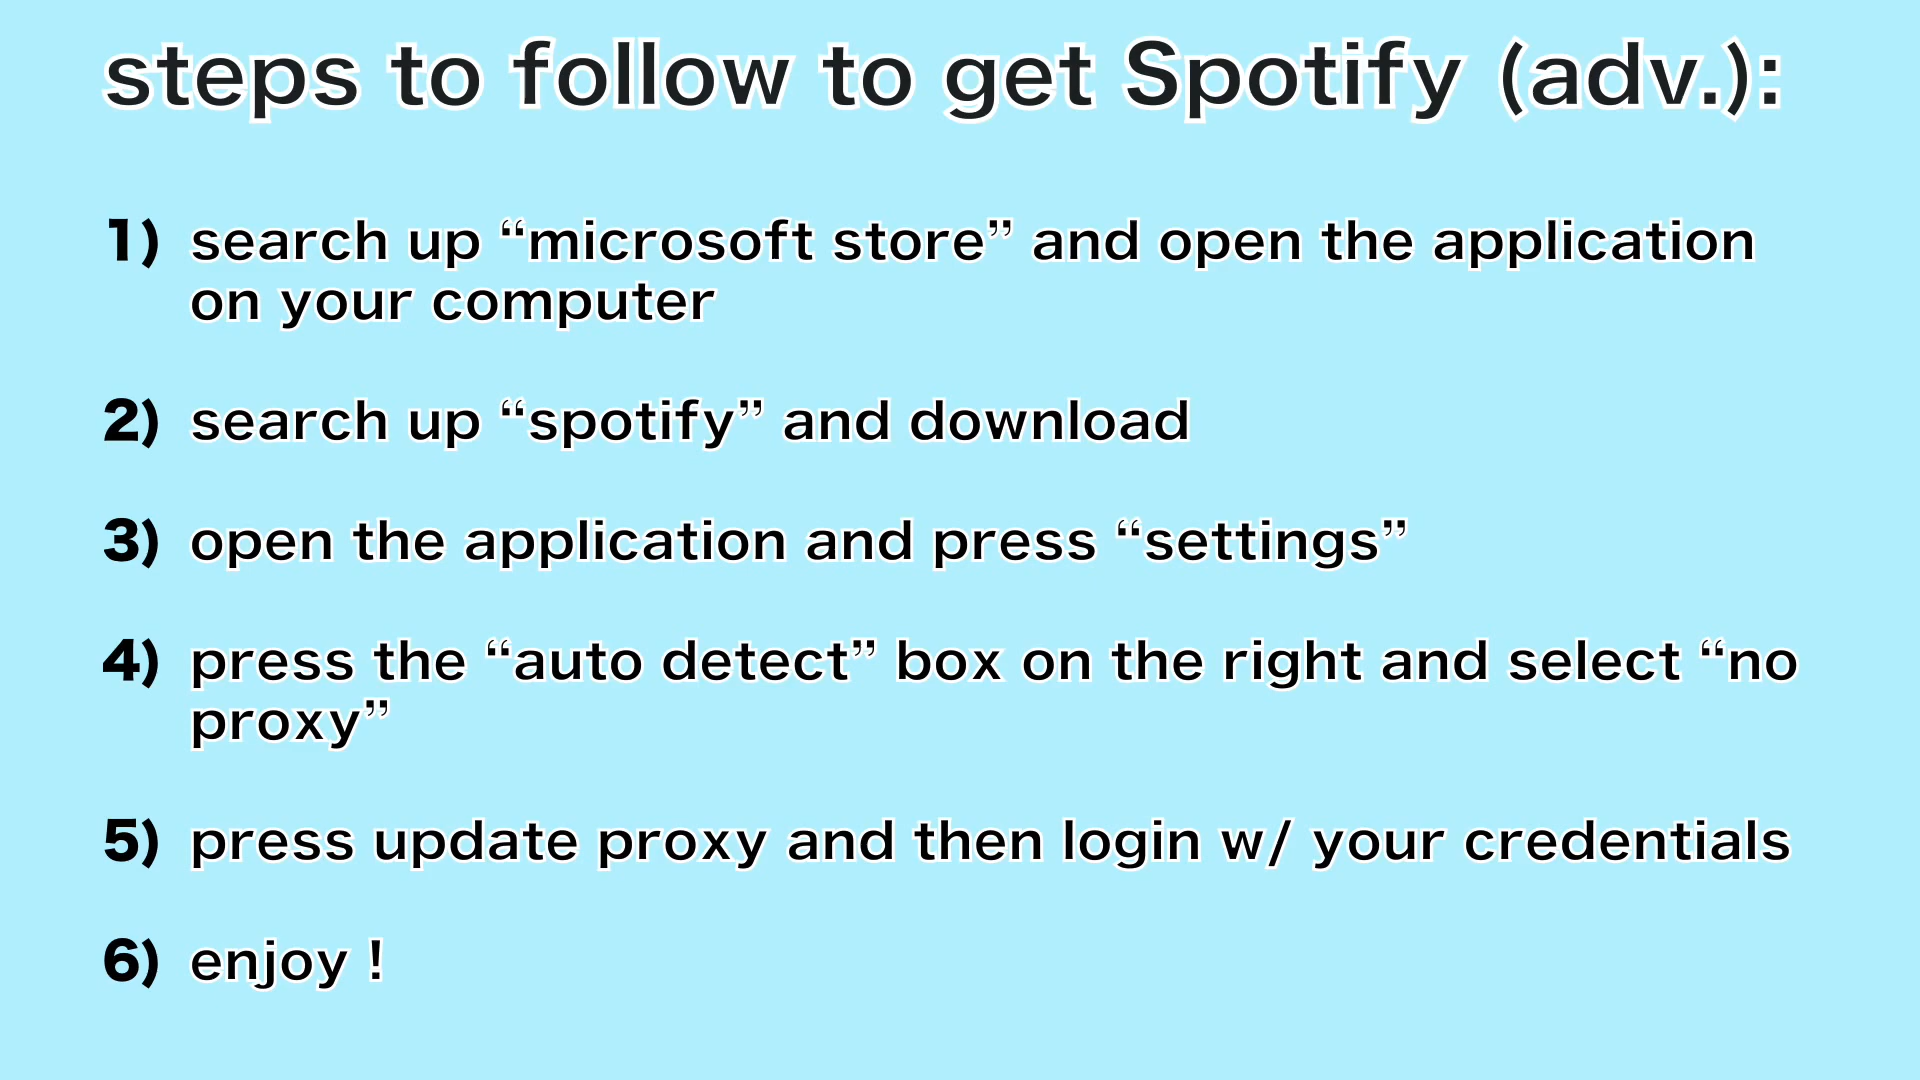 steps to follow to get Spotify (adv.):
1) search up “microsoft store” and open the application
on your computer
2) search up “spotify” and download
3) open the application and press “settings”
4) press the “auto detect” box on the right and select “no
proxy”
5) press update proxy and then login w/ your credentials
6) enjoy !